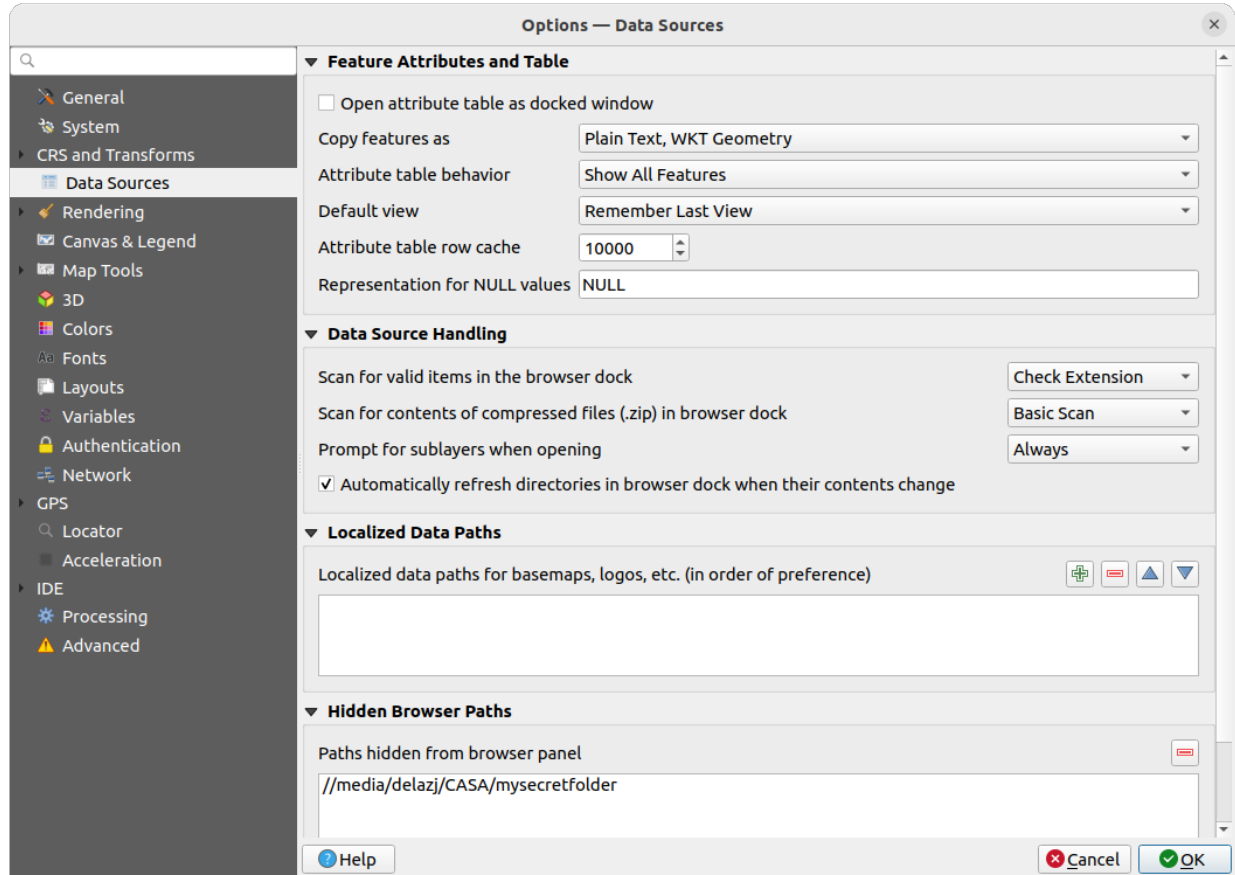 Options — Data Sources
General
System
CRS and Transforms
Data Sources
Rendering
Canvas & Legend
Map Tools
3D
Colors
Aa Fonts
Layouts
ε Variables
Authentication
Network
GPS
Locator
Acceleration
IDE
Processing
Advanced
Feature Attributes and Table
Open attribute table as docked window
Copy features as Plain Text, WKT Geometry
Attribute table behavior Show All Features
Default view Remember Last View
Attribute table row cache 10000
Representation for NULL values NULL
Data Source Handling
Scan for valid items in the browser dock Check Extension
Scan for contents of compressed files (.zip) in browser dock Basic Scan
Prompt for sublayers when opening Always
Automatically refresh directories in browser dock when their contents change
Localized Data Paths
Localized data paths for basemaps, logos, etc. (in order of preference)
Hidden Browser Paths
Paths hidden from browser panel
//media/delazj/CASA/mysecretfolder
? Help
Cancel
OK